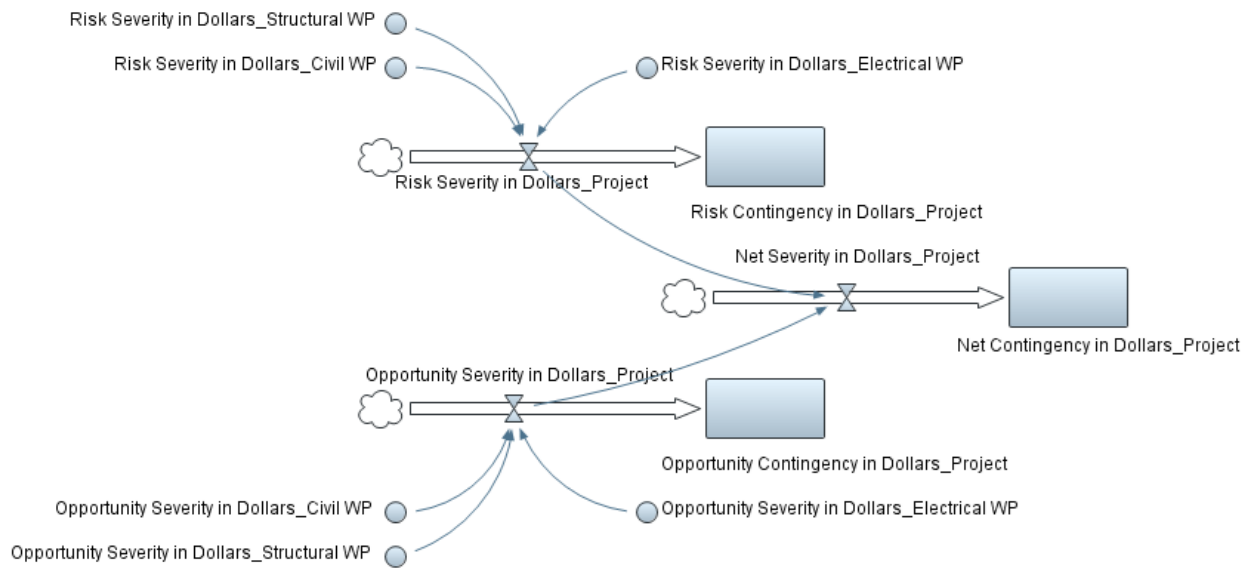 Risk Severity in Dollars_Structural WP
Risk Severity in Dollars_Civil WP
Risk Severity in Dollars_Electrical WP
Risk Severity in Dollars_Project
Risk Contingency in Dollars_Project
Net Severity in Dollars_Project
Net Contingency in Dollars_Project
Opportunity Severity in Dollars_Project
Opportunity Contingency in Dollars_Project
Opportunity Severity in Dollars_Civil WP
Opportunity Severity in Dollars_Electrical WP
Opportunity Severity in Dollars_Structural WP